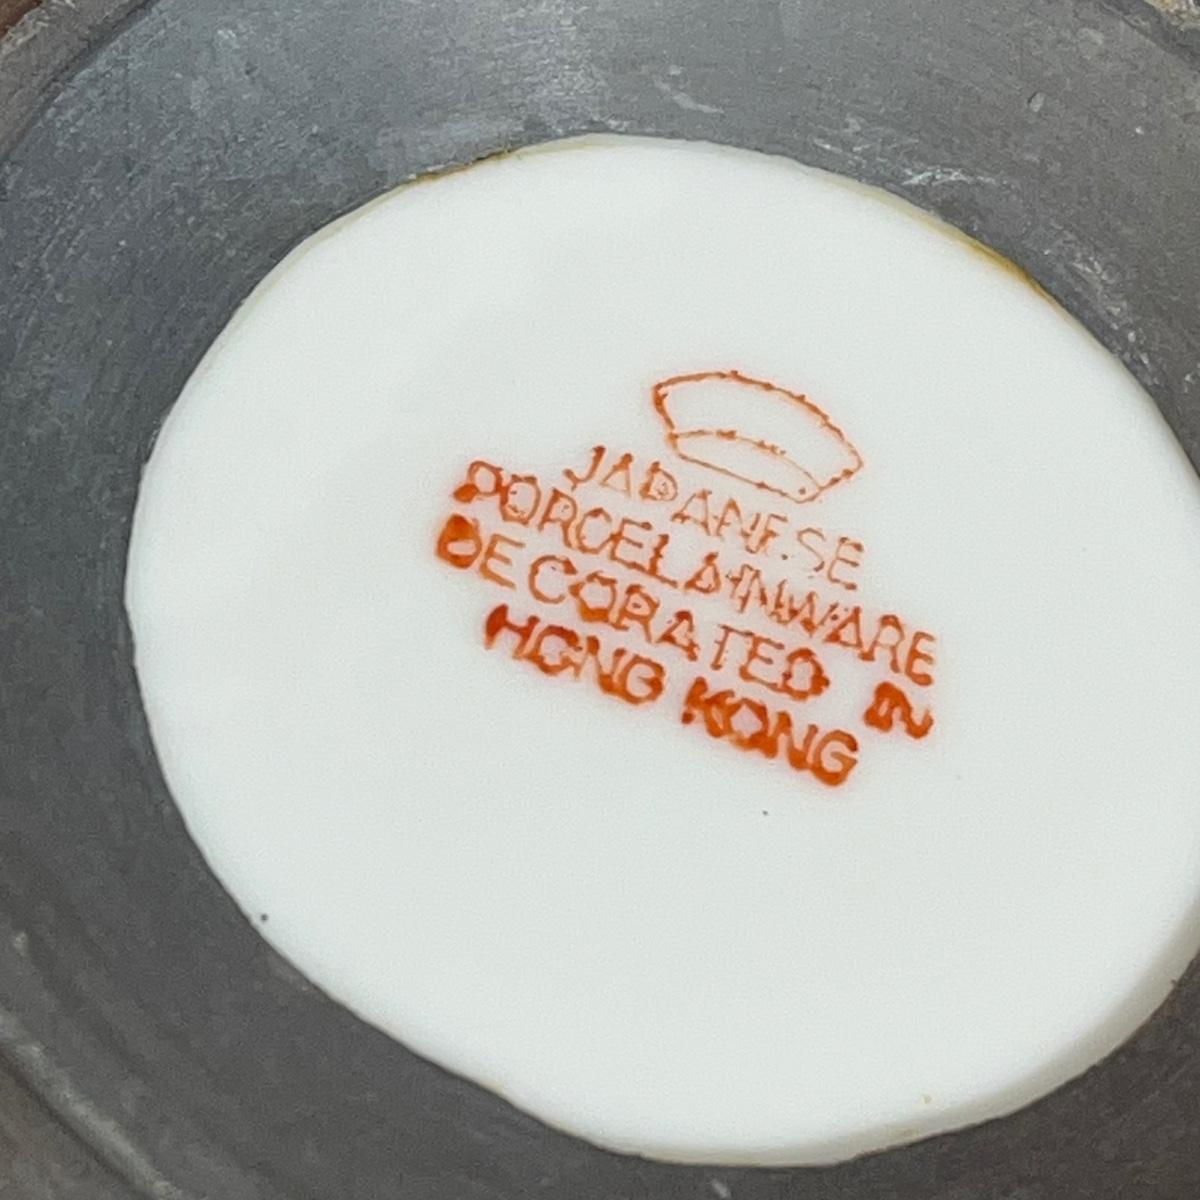 JAPANESE
PORCELAINWARE
DECORATED IN
HONG KONG